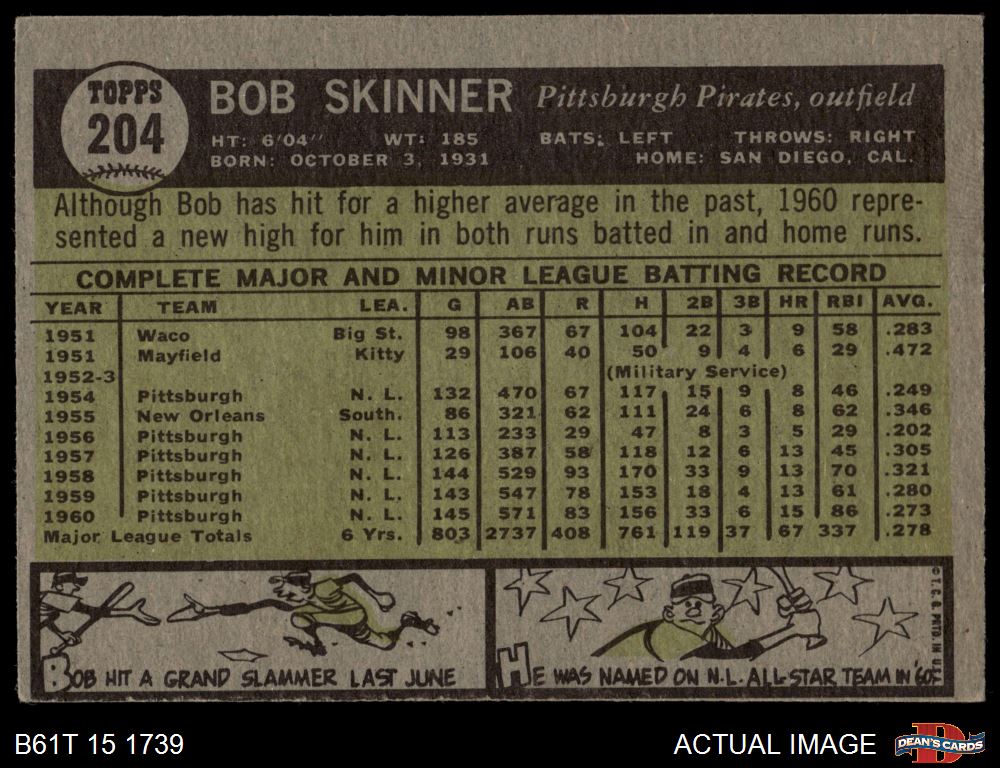 TOPPS
204
BOB SKINNER Pittsburgh Pirates, outfield
HT: 6'04" WT: 185 BATS: LEFT THROWS: RIGHT
BORN: OCTOBER 3, 1931 HOME: SAN DIEGO, CAL.
Although Bob has hit for a higher average in the past, 1960 repre-
sented a new high for him in both runs batted in and home runs.
COMPLETE MAJOR AND MINOR LEAGUE BATTING RECORD
YEAR TEAM LEA. G AB R H 2B 3B HR RBI AVG.
1951 Waco Big St. 98 367 67 104 22 3 9 58 .283
1951 Mayfield Kitty 29 106 40 50 9 4 6 29 .472
1952-3 (Military Service)
1954 Pittsburgh N. L. 132 470 67 117 15 9 8 46 .249
1955 New Orleans South. 86 321 62 111 24 6 8 62 .346
1956 Pittsburgh N. L. 113 233 29 47 8 3 5 29 .202
1957 Pittsburgh N. L. 126 387 58 118 12 6 13 45 .305
1958 Pittsburgh N. L. 144 529 93 170 33 9 13 70 .321
1959 Pittsburgh N. L. 143 547 78 153 18 4 13 61 .280
1960 Pittsburgh N. L. 145 571 83 156 33 6 15 86 .273
Major League Totals 6 Yrs. 803 2737 408 761 119 37 67 337 .278
BOB HIT A GRAND SLAMMER LAST JUNE
HE WAS NAMED ON N.L. ALL-STAR TEAM IN '60
© T. C. G. PRTD. IN U.S.
B61T 15 1739
ACTUAL IMAGE
D
DEAN'S CARDS